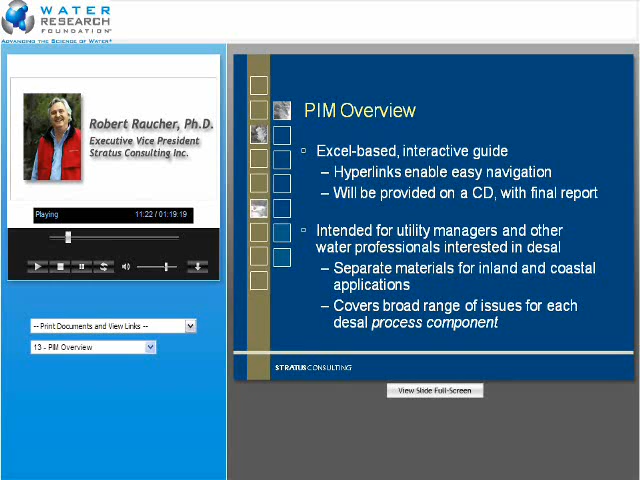 WATER
RESEARCH
FOUNDATION
ADVANCING THE SCIENCE OF WATER®
Robert Raucher, Ph.D.
Executive Vice President
Stratus Consulting Inc.
Playing 11:22 / 01:19:19
-- Print Documents and View Links --
13 - PIM Overview
PIM Overview
Excel-based, interactive guide
– Hyperlinks enable easy navigation
– Will be provided on a CD, with final report
Intended for utility managers and other
water professionals interested in desal
– Separate materials for inland and coastal
applications
– Covers broad range of issues for each
desal process component
STRATUS CONSULTING
View Slide Full-Screen